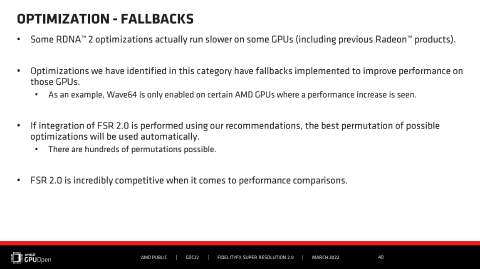 OPTIMIZATION - FALLBACKS
• Some RDNA™ 2 optimizations actually run slower on some GPUs (including previous Radeon™ products).
• Optimizations we have identified in this category have fallbacks implemented to improve performance on
those GPUs.
• As an example, Wave64 is only enabled on certain AMD GPUs where a performance increase is seen.
• If integration of FSR 2.0 is performed using our recommendations, the best permutation of possible
optimizations will be used automatically.
• There are hundreds of permutations possible.
• FSR 2.0 is incredibly competitive when it comes to performance comparisons.
AMD
GPUOpen
AMD PUBLIC | GDC22 | FIDELITYFX SUPER RESOLUTION 2.0 | MARCH 2022 40